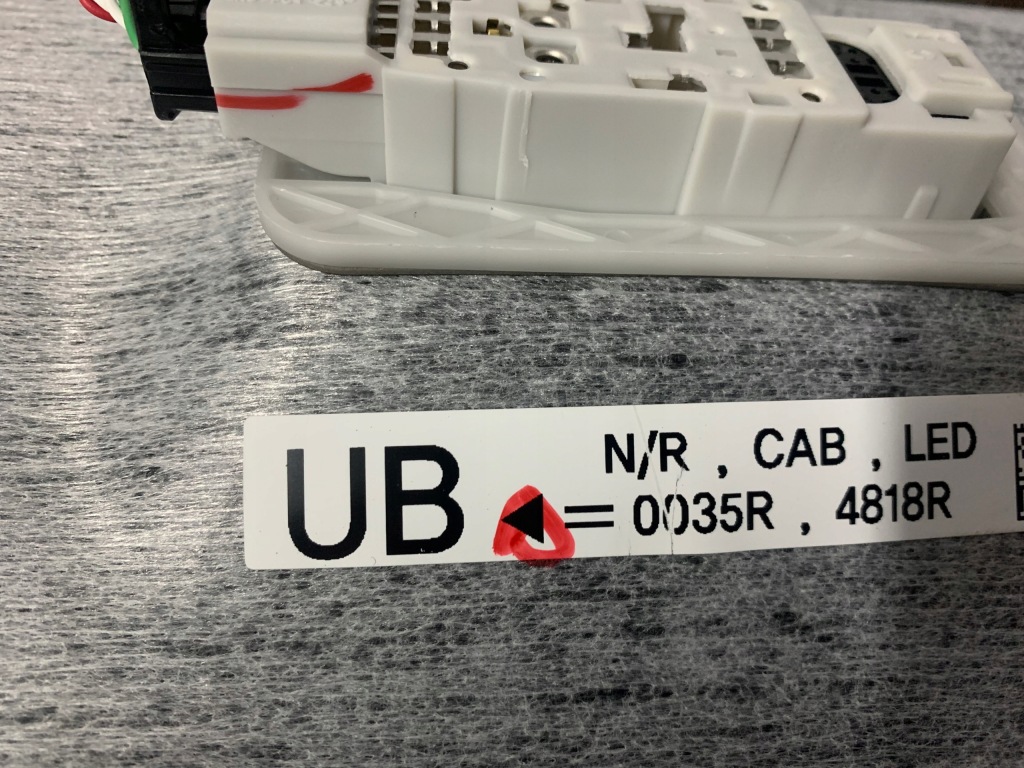 UB
N/R , CAB , LED
◀ = 0035R , 4818R